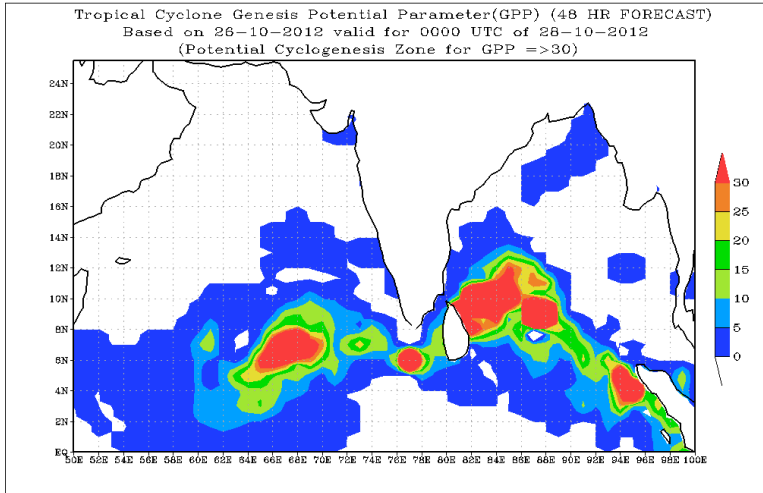 Tropical Cyclone Genesis Potential Parameter(GPP) (48 HR FORECAST)
Based on 26-10-2012 valid for 0000 UTC of 28-10-2012
(Potential Cyclogenesis Zone for GPP =>30)
24N
22N
20N
18N
16N
14N
12N
10N
8N
6N
4N
2N
EQ
50E 52E 54E 56E 58E 60E 62E 64E 66E 68E 70E 72E 74E 76E 78E 80E 82E 84E 86E 88E 90E 92E 94E 96E 98E 100E
30
25
20
15
10
5
0